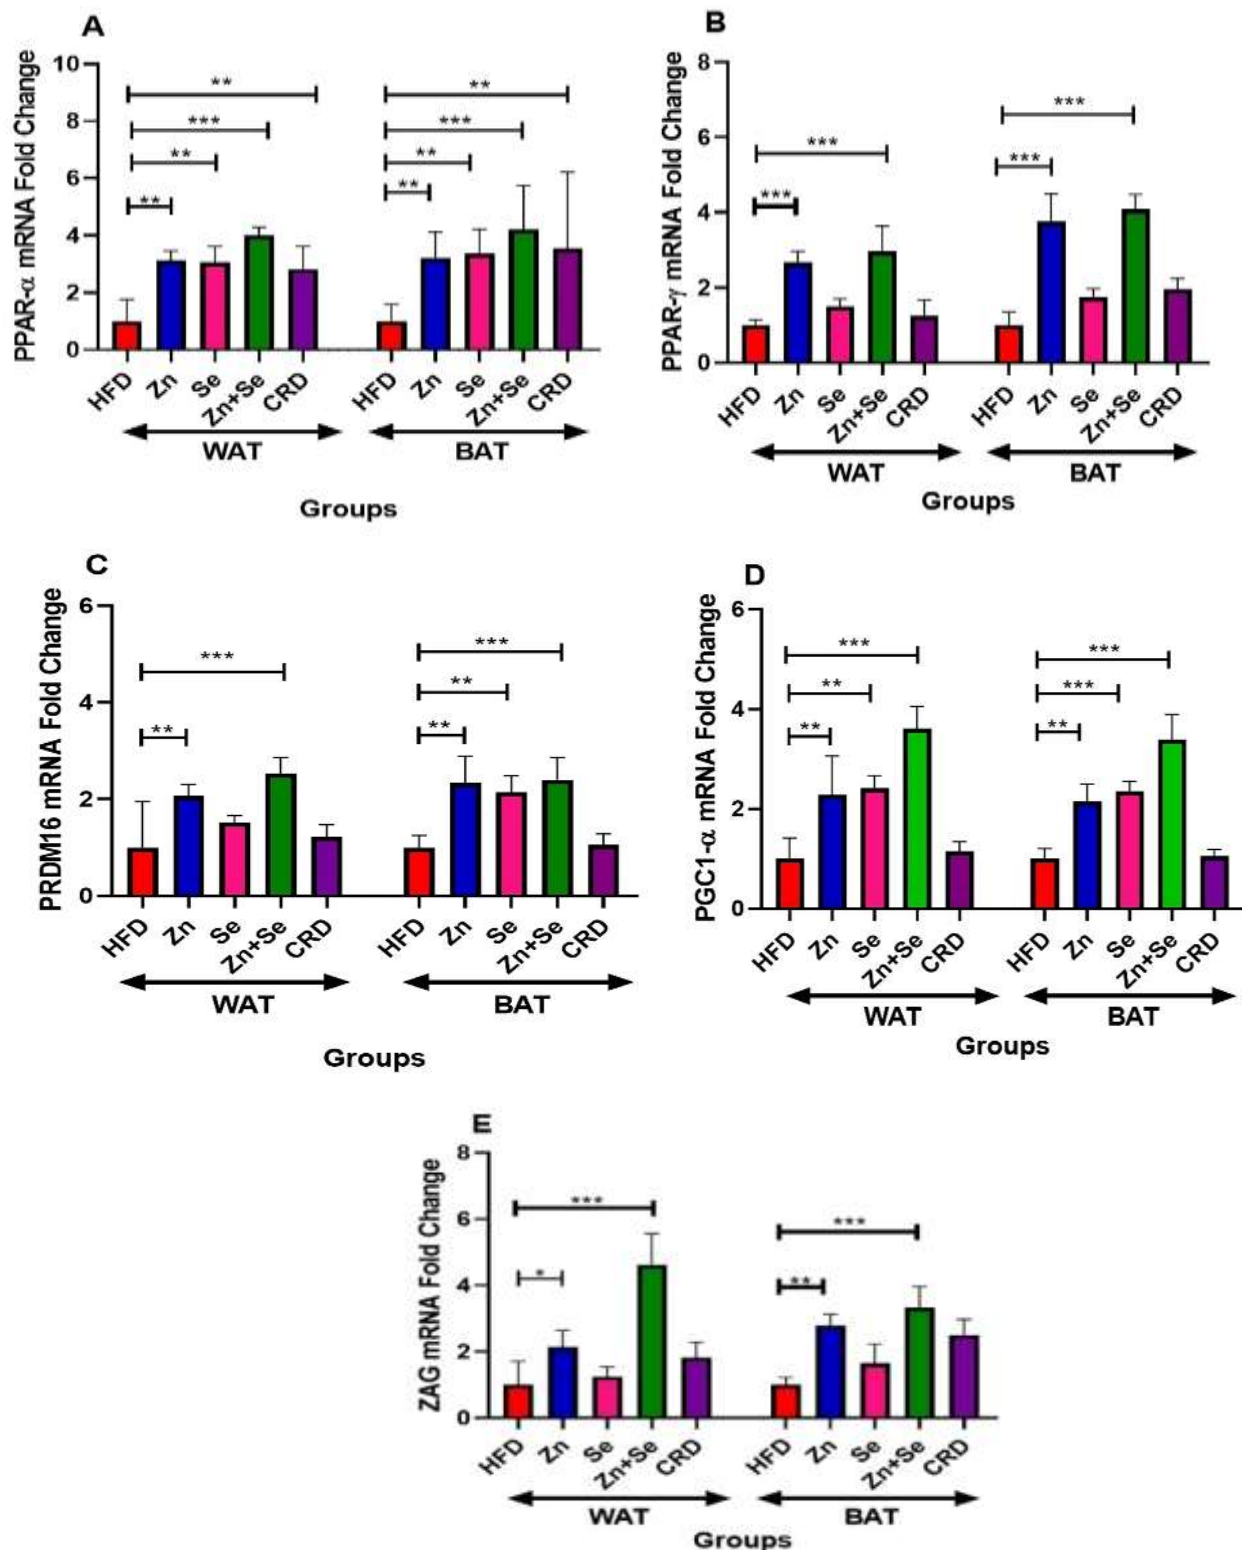 A
PPAR-α mRNA Fold Change
10
8
6
4
2
0
** **
*** ***
** **
** **
HFD Zn Se Zn+Se CRD HFD Zn Se Zn+Se CRD
WAT BAT
Groups
B
PPAR-γ mRNA Fold Change
8
6
4
2
0
*** ***
*** ***
HFD Zn Se Zn+Se CRD HFD Zn Se Zn+Se CRD
WAT BAT
Groups
C
PRDM16 mRNA Fold Change
6
4
2
0
*** ***
**
** **
HFD Zn Se Zn+Se CRD HFD Zn Se Zn+Se CRD
WAT BAT
Groups
D
PGC1-α mRNA Fold Change
6
4
2
0
*** ***
** ***
** **
HFD Zn Se Zn+Se CRD HFD Zn Se Zn+Se CRD
WAT BAT
Groups
E
ZAG mRNA Fold Change
8
6
4
2
0
*** ***
* **
HFD Zn Se Zn+Se CRD HFD Zn Se Zn+Se CRD
WAT BAT
Groups